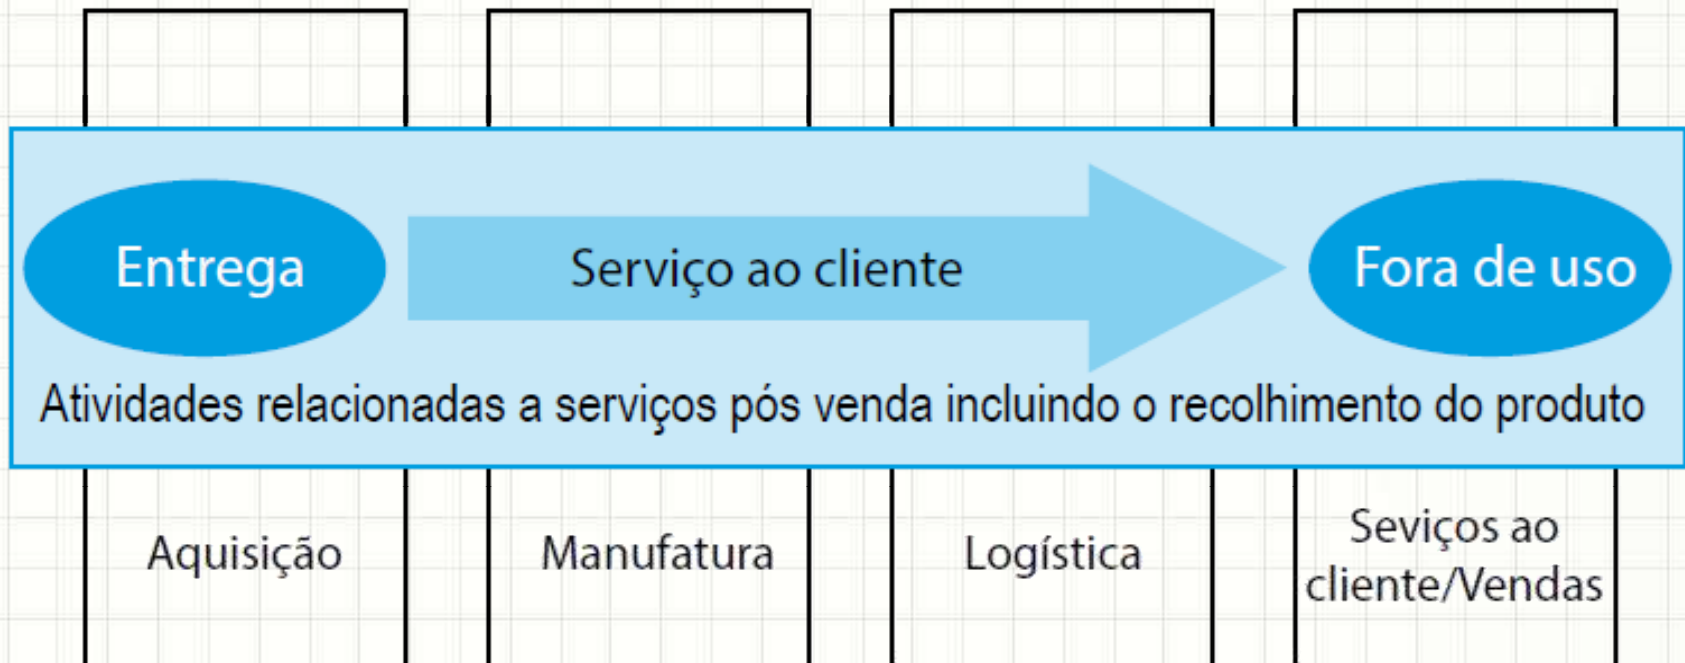 Entrega
Serviço ao cliente
Fora de uso
Atividades relacionadas a serviços pós venda incluindo o recolhimento do produto
Aquisição
Manufatura
Logística
Seviços ao
cliente/Vendas